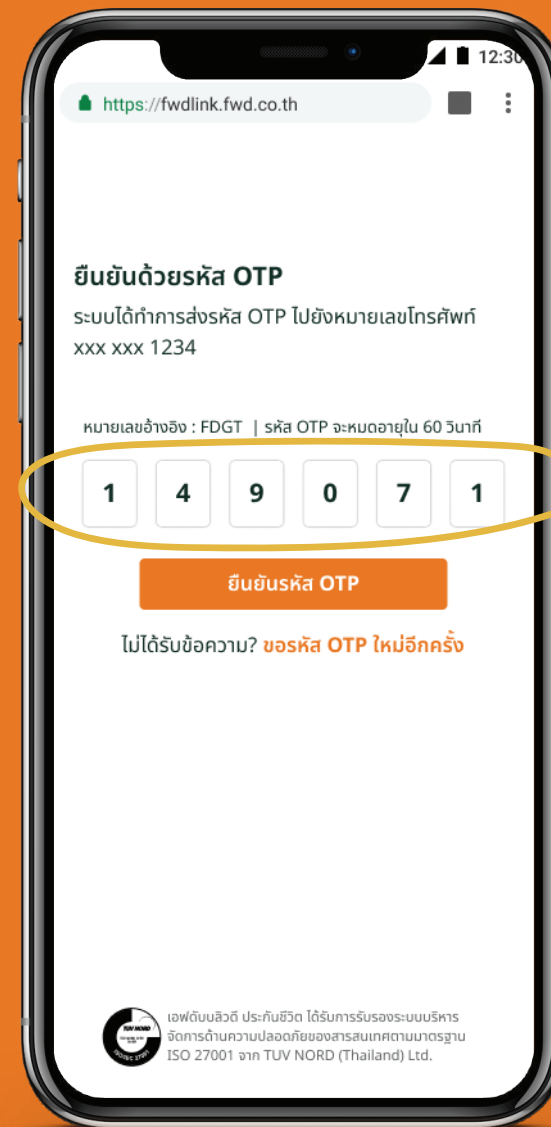 12:30
https://fwdlink.fwd.co.th
ยืนยันด้วยรหัส OTP
ระบบได้ทำการส่งรหัส OTP ไปยังหมายเลขโทรศัพท์
xxx xxx 1234
หมายเลขอ้างอิง : FDGT | รหัส OTP จะหมดอายุใน 60 วินาที
1 4 9 0 7 1
ยืนยันรหัส OTP
ไม่ได้รับข้อความ? ขอรหัส OTP ใหม่อีกครั้ง
เอฟดับบลิวดี ประกันชีวิต ได้รับการรับรองระบบบริหาร
จัดการด้านความปลอดภัยของสารสนเทศตามมาตรฐาน
ISO 27001 จาก TUV NORD (Thailand) Ltd.
TUV NORD